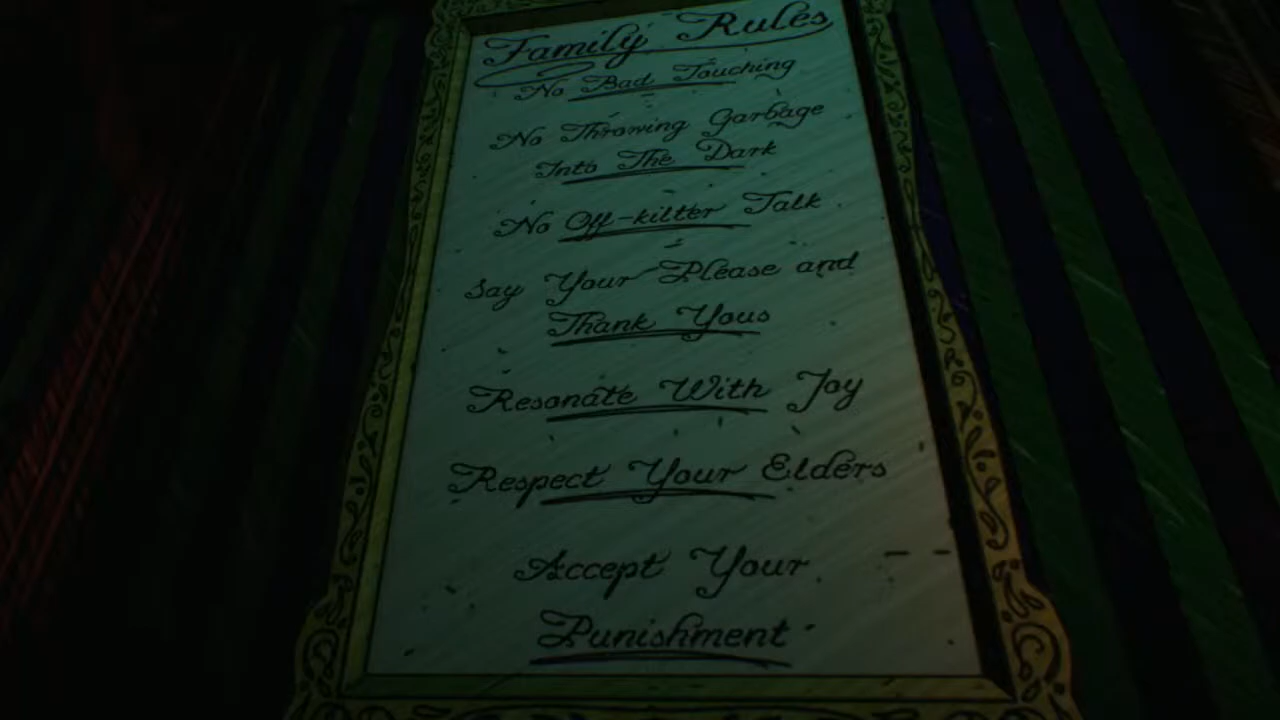 Family Rules
No Bad Touching
No Throwing Garbage
Into The Dark
No Off-kilter Talk
Say Your Please and
Thank Yous
Resonate With Joy
Respect Your Elders
Accept Your
Punishment